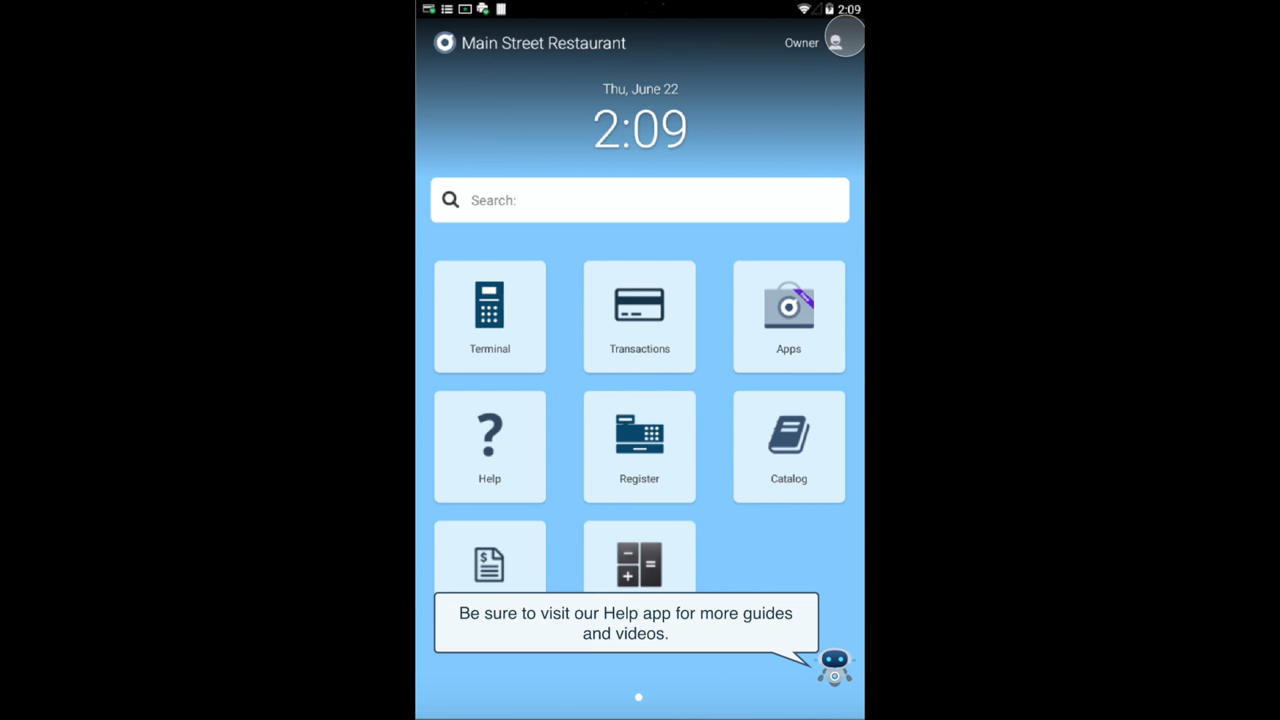 2:09
Main Street Restaurant
Owner
Thu, June 22
2:09
Search:
Terminal
Transactions
Apps
Help
Register
Catalog
Be sure to visit our Help app for more guides
and videos.